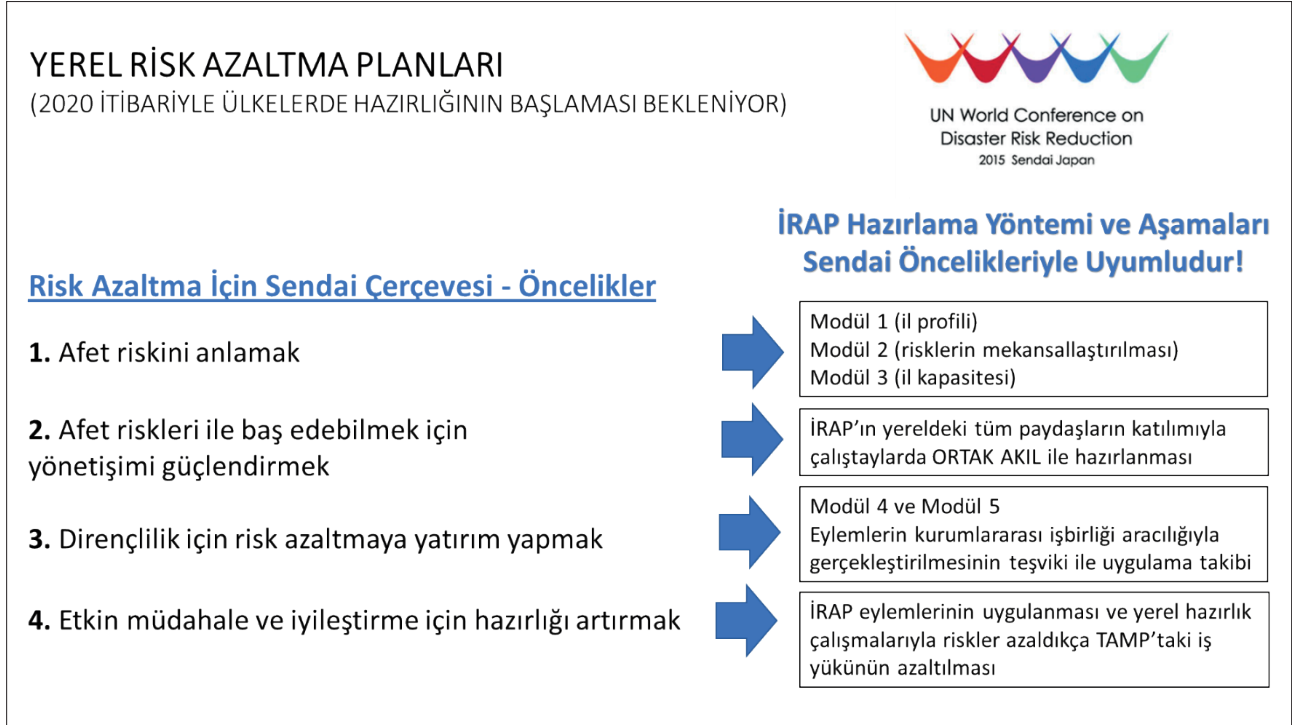 YEREL RİSK AZALTMA PLANLARI
(2020 İTİBARİYLE ÜLKELERDE HAZIRLIĞININ BAŞLAMASI BEKLENİYOR)
UN World Conference on
Disaster Risk Reduction
2015 Sendai Japan
İRAP Hazırlama Yöntemi ve Aşamaları
Sendai Öncelikleriyle Uyumludur!
Risk Azaltma İçin Sendai Çerçevesi - Öncelikler
1. Afet riskini anlamak
Modül 1 (il profili)
Modül 2 (risklerin mekansallaştırılması)
Modül 3 (il kapasitesi)
2. Afet riskleri ile baş edebilmek için
yönetişimi güçlendirmek
İRAP’ın yereldeki tüm paydaşların katılımıyla
çalıştaylarda ORTAK AKIL ile hazırlanması
3. Dirençlilik için risk azaltmaya yatırım yapmak
Modül 4 ve Modül 5
Eylemlerin kurumlararası işbirliği aracılığıyla
gerçekleştirilmesinin teşviki ile uygulama takibi
4. Etkin müdahale ve iyileştirme için hazırlığı artırmak
İRAP eylemlerinin uygulanması ve yerel hazırlık
çalışmalarıyla riskler azaldıkça TAMP’taki iş
yükünün azaltılması